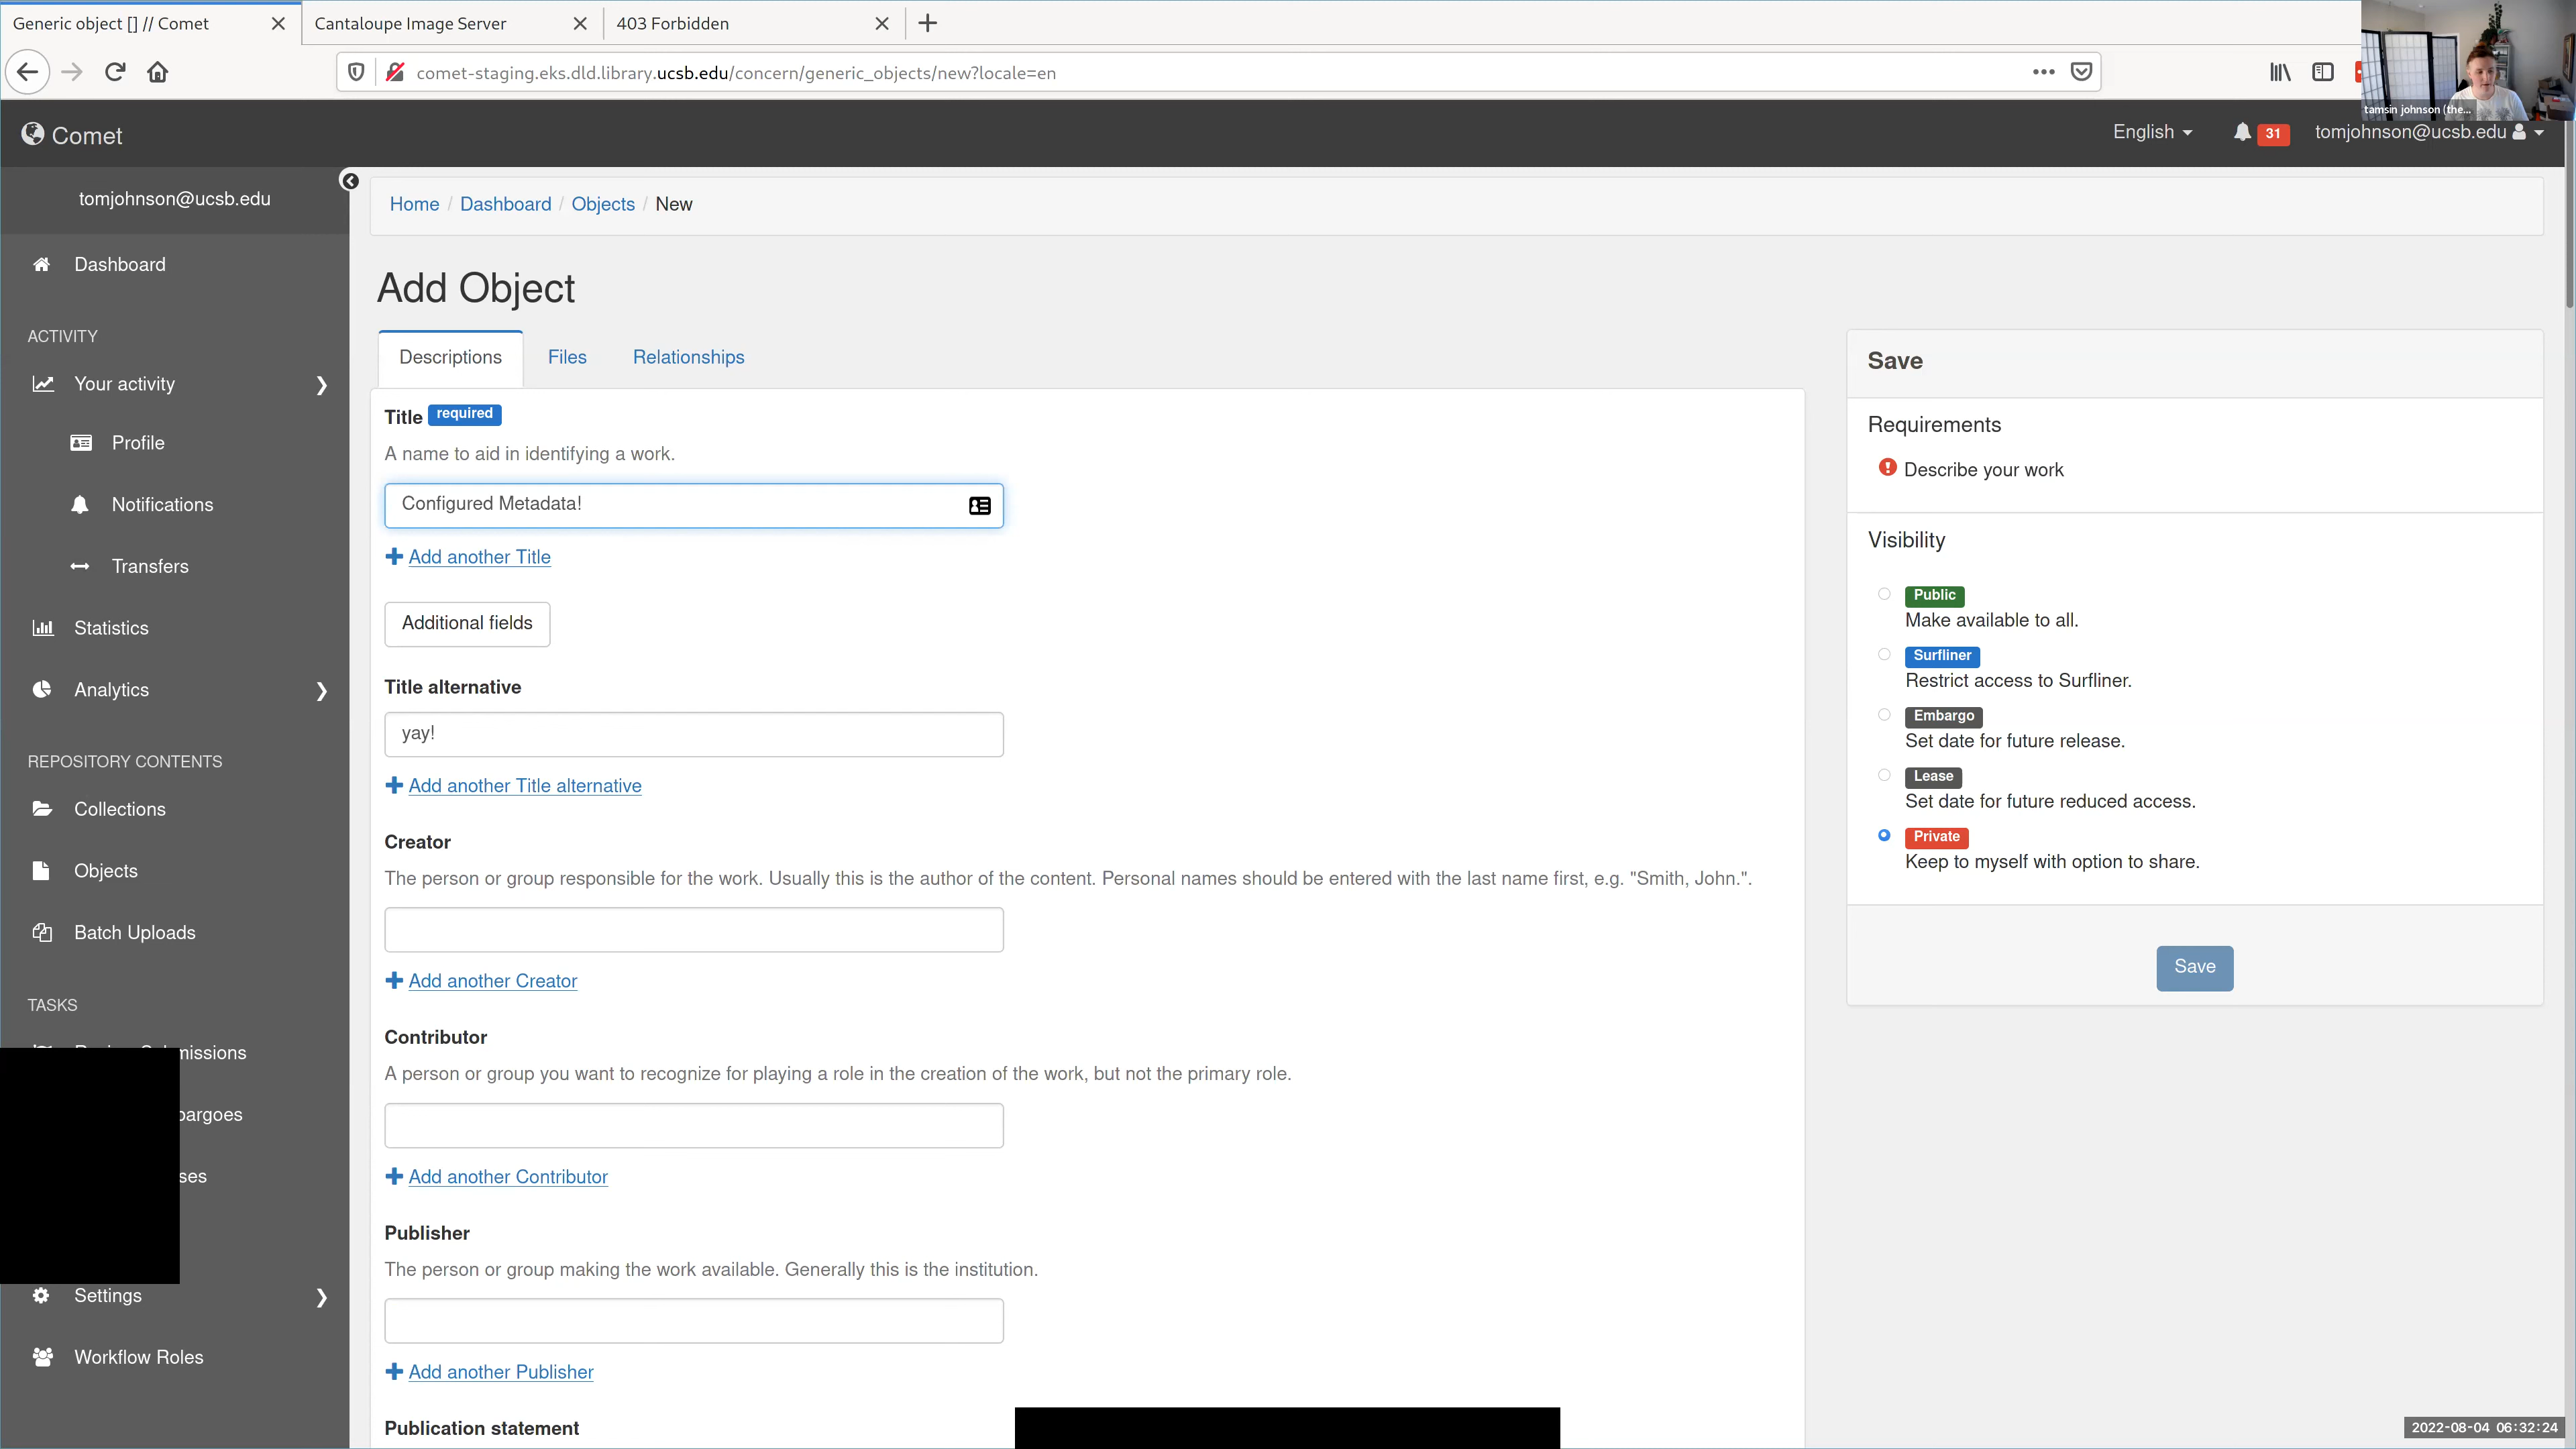 Generic object [] // Comet
Cantaloupe Image Server
403 Forbidden
comet-staging.eks.dld.library.ucsb.edu/concern/generic_objects/new?locale=en
tamsin johnson (the...
Comet
English
31
tomjohnson@ucsb.edu
tomjohnson@ucsb.edu
Dashboard
ACTIVITY
Your activity
Profile
Notifications
Transfers
Statistics
Analytics
REPOSITORY CONTENTS
Collections
Objects
Batch Uploads
TASKS
missions
bargoes
ses
Settings
Workflow Roles
Home / Dashboard / Objects / New
Add Object
Descriptions
Files
Relationships
Title required
A name to aid in identifying a work.
Configured Metadata!
Add another Title
Additional fields
Title alternative
yay!
Add another Title alternative
Creator
The person or group responsible for the work. Usually this is the author of the content. Personal names should be entered with the last name first, e.g. "Smith, John.".
Add another Creator
Contributor
A person or group you want to recognize for playing a role in the creation of the work, but not the primary role.
Add another Contributor
Publisher
The person or group making the work available. Generally this is the institution.
Add another Publisher
Publication statement
Save
Requirements
Describe your work
Visibility
Public
Make available to all.
Surfliner
Restrict access to Surfliner.
Embargo
Set date for future release.
Lease
Set date for future reduced access.
Private
Keep to myself with option to share.
Save
2022-08-04 06:32:24